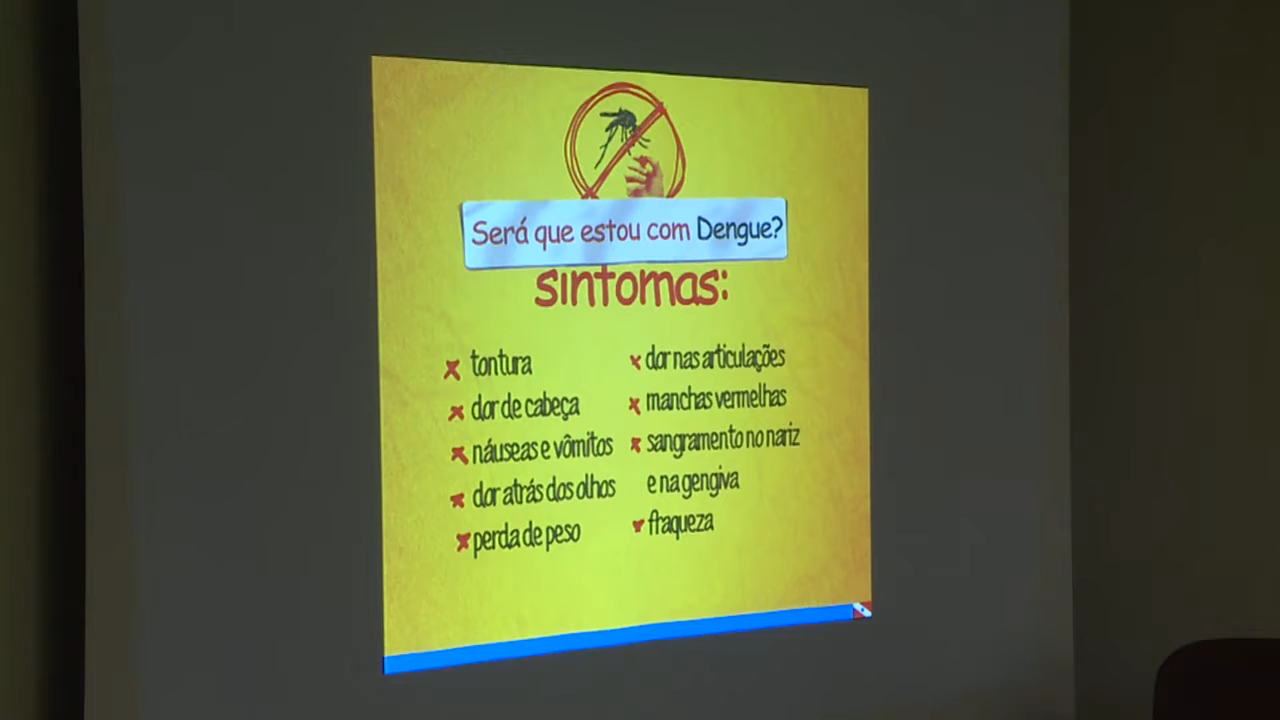 Será que estou com Dengue?
sintomas:
tontura
dor de cabeça
náuseas e vômitos
dor atrás dos olhos
perda de peso
dor nas articulações
manchas vermelhas
sangramento no nariz
e na gengiva
fraqueza